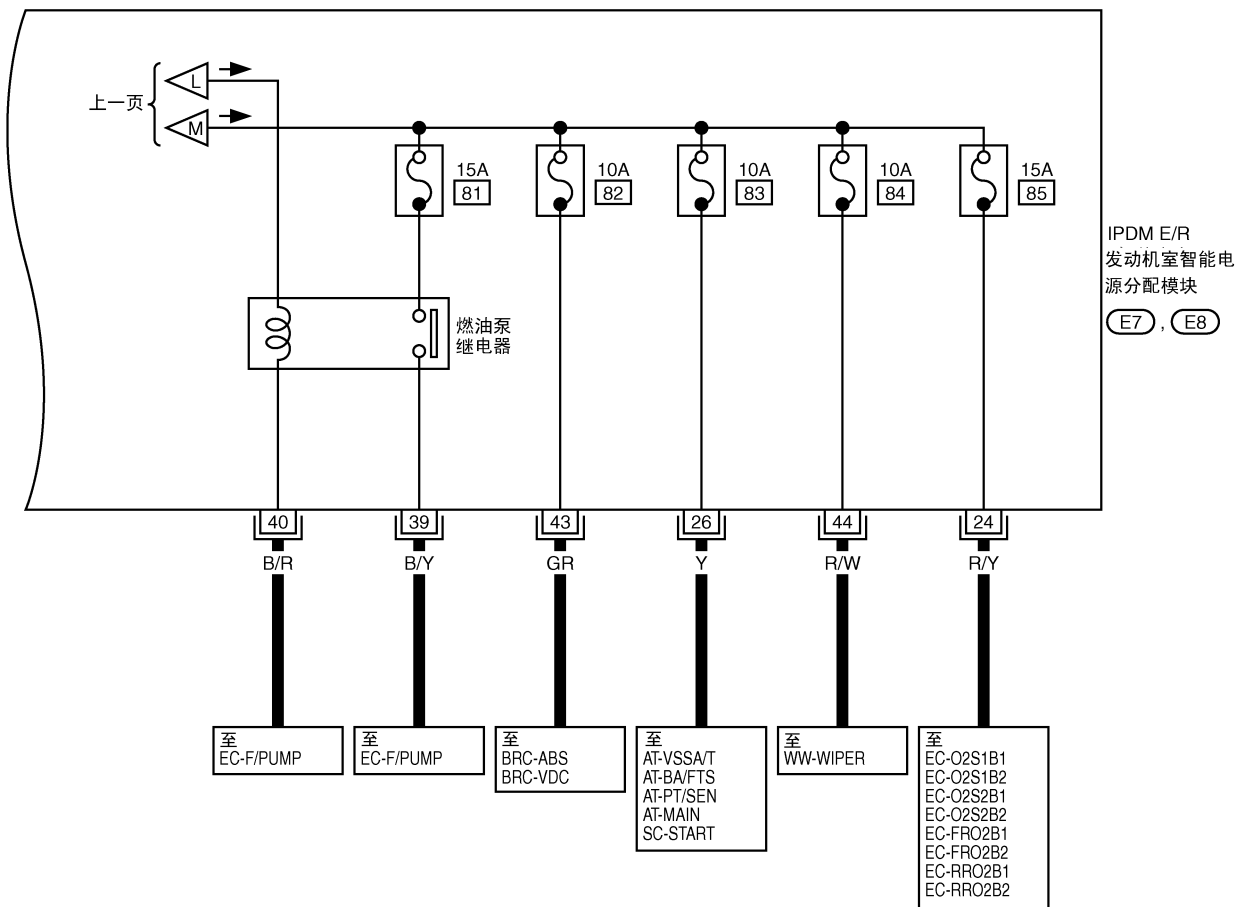 L
上一页
M
15A
81
10A
82
10A
83
10A
84
15A
85
IPDM E/R
发动机室智能电
源分配模块
E7 , E8
燃油泵
继电器
40
39
43
26
44
24
B/R
B/Y
GR
Y
R/W
R/Y
至
EC-F/PUMP
至
EC-F/PUMP
至
BRC-ABS
BRC-VDC
至
AT-VSSA/T
AT-BA/FTS
AT-PT/SEN
AT-MAIN
SC-START
至
WW-WIPER
至
EC-O2S1B1
EC-O2S1B2
EC-O2S2B1
EC-O2S2B2
EC-FRO2B1
EC-FRO2B2
EC-RRO2B1
EC-RRO2B2